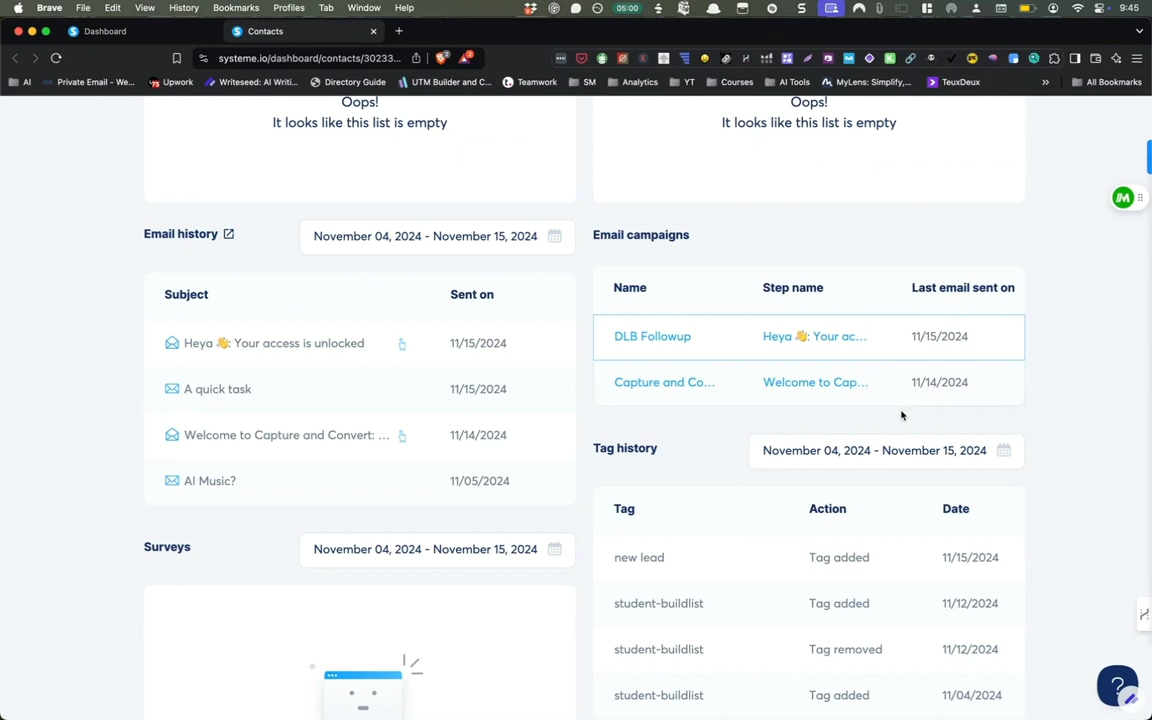 Brave File Edit View History Bookmarks Profiles Tab Window Help 05:00 9:45
Dashboard
Contacts
systeme.io/dashboard/contacts/30233...
AI
Private Email - We...
Upwork
Writeseed: AI Writi...
Directory Guide
UTM Builder and C...
Teamwork
SM
Analytics
YT
Courses
AI Tools
MyLens: Simplify,...
TeuxDeux
All Bookmarks
Oops!
It looks like this list is empty
Oops!
It looks like this list is empty
Email history
November 04, 2024 - November 15, 2024
Subject Sent on
Heya 👋: Your access is unlocked 11/15/2024
A quick task 11/15/2024
Welcome to Capture and Convert: ... 11/14/2024
AI Music? 11/05/2024
Surveys
November 04, 2024 - November 15, 2024
Email campaigns
Name Step name Last email sent on
DLB Followup Heya 👋: Your ac... 11/15/2024
Capture and Co... Welcome to Cap... 11/14/2024
Tag history
November 04, 2024 - November 15, 2024
Tag Action Date
new lead Tag added 11/15/2024
student-buildlist Tag added 11/12/2024
student-buildlist Tag removed 11/12/2024
student-buildlist Tag added 11/04/2024
?